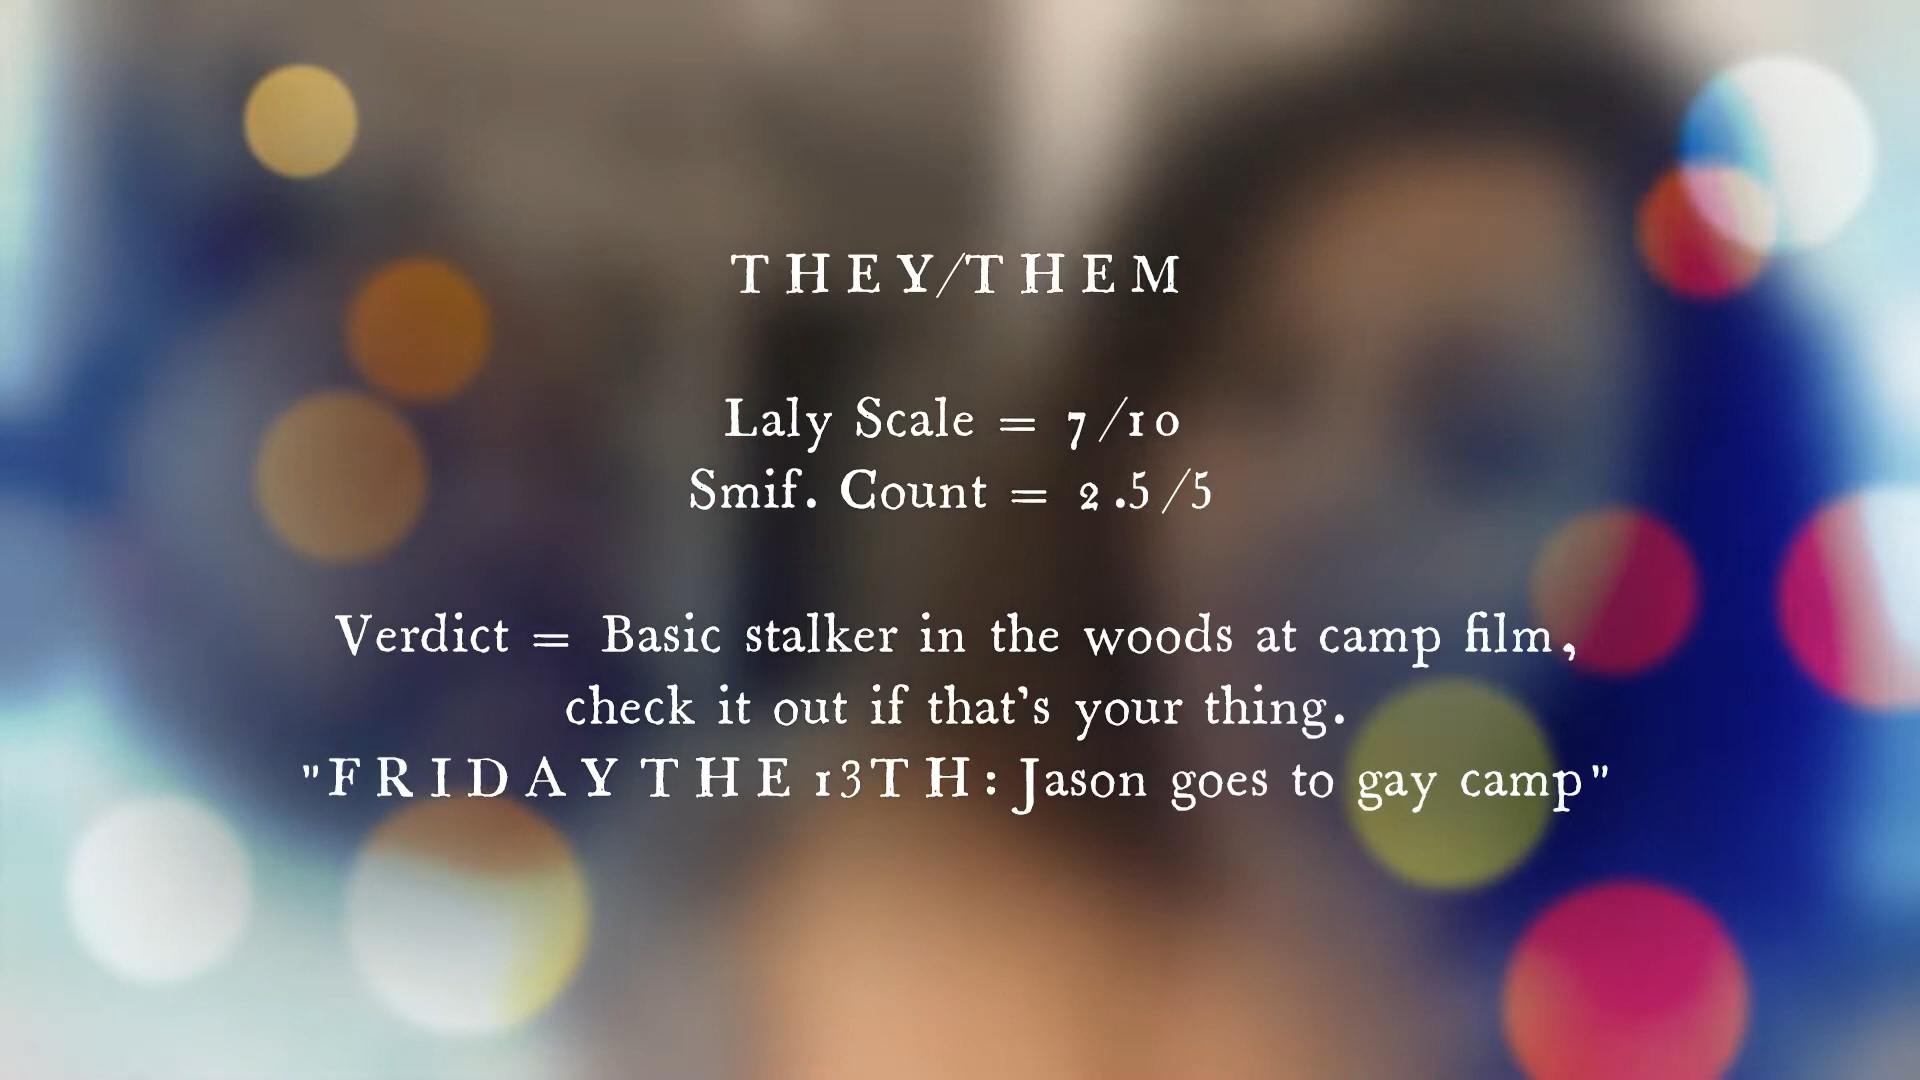 THEY/THEM
Laly Scale = 7/10
Smif. Count = 2.5/5
Verdict = Basic stalker in the woods at camp film,
check it out if that's your thing.
"FRIDAY THE 13TH: Jason goes to gay camp"